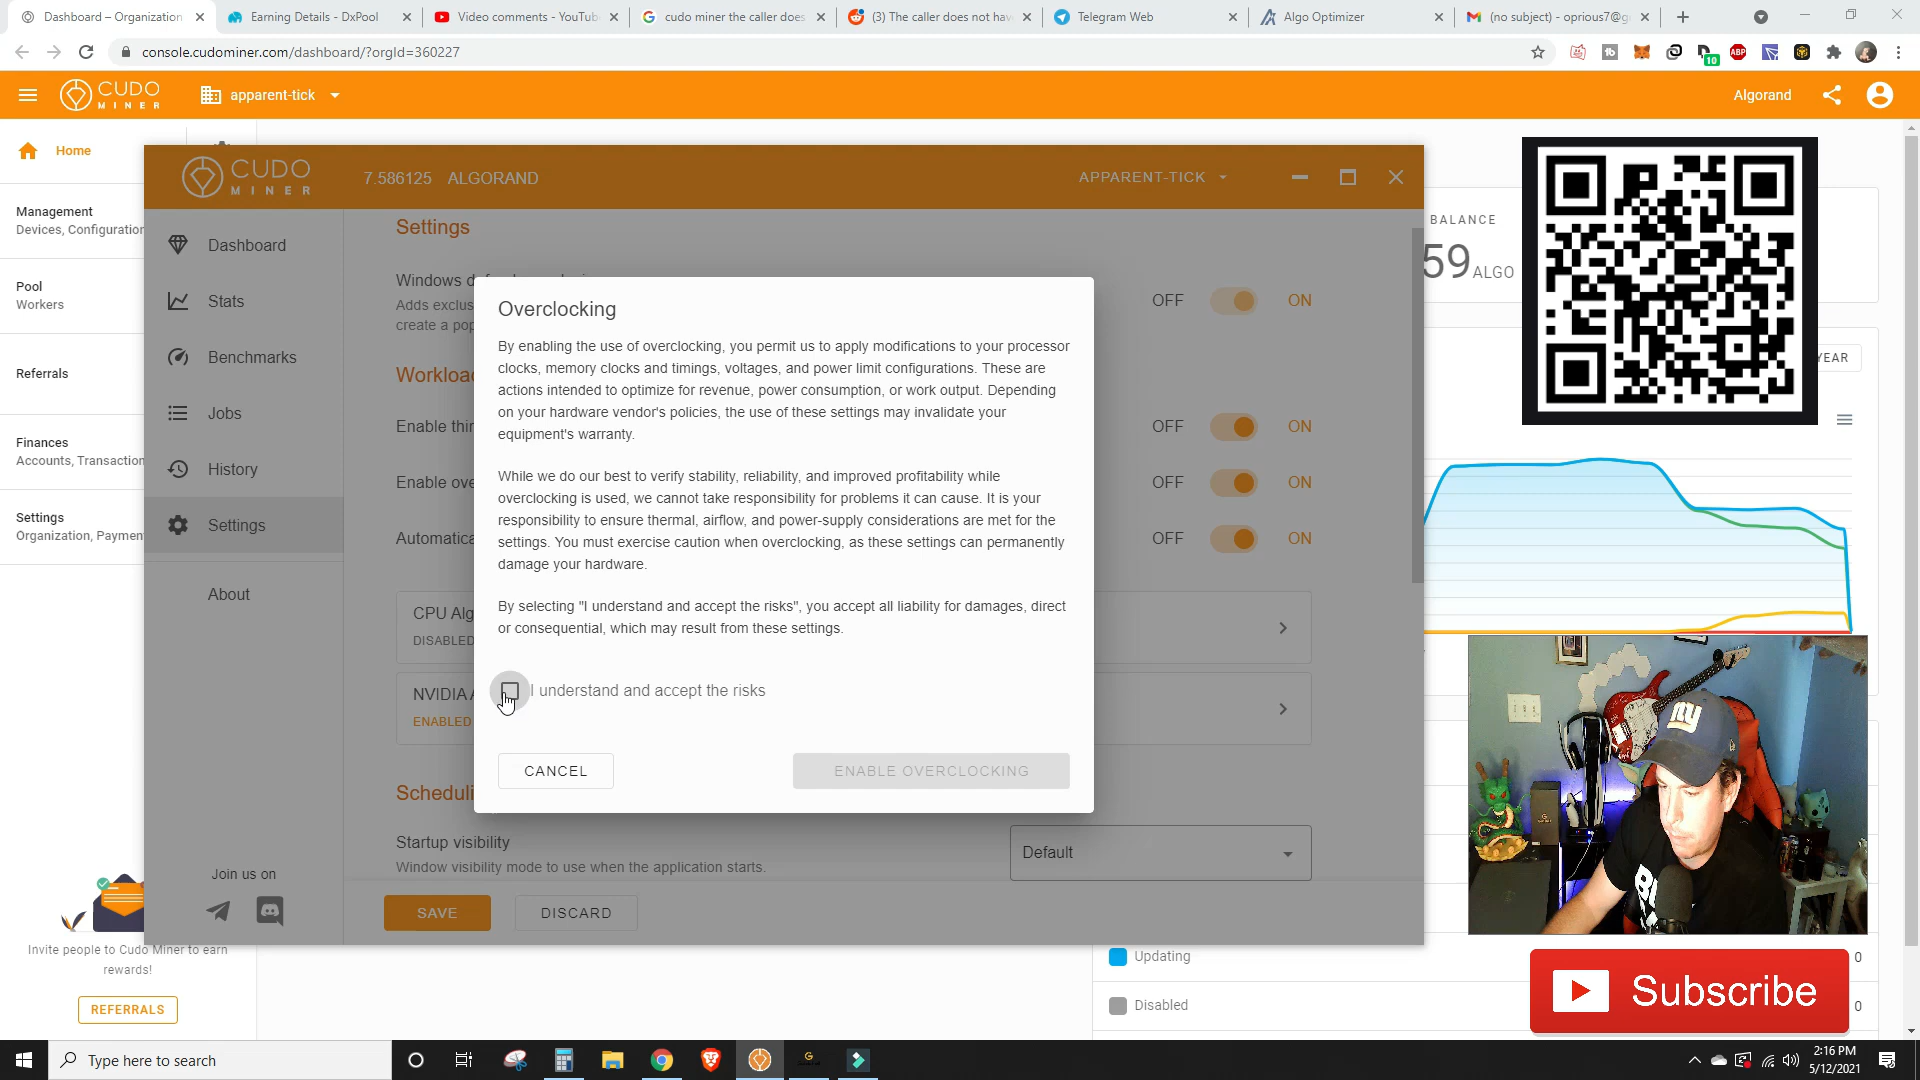 Dashboard – Organization
Earning Details - DxPool
Video comments - YouTub
cudo miner the caller does
(3) The caller does not hav
Telegram Web
Algo Optimizer
(no subject) - oprious7@g
console.cudominer.com/dashboard/?orgId=360227
ABP
10
CUDO
MINER
apparent-tick
Algorand
Home
Management
Devices, Configuration
Pool
Workers
Referrals
Finances
Accounts, Transaction
Settings
Organization, Paymen
Invite people to Cudo Miner to earn
rewards!
REFERRALS
CUDO
MINER
7.586125 ALGORAND
APPARENT-TICK
Dashboard
Stats
Benchmarks
Jobs
History
Settings
About
Join us on
Settings
Windows d
Adds exclus
create a pop
OFF ON
Workload
Enable thir
OFF ON
Enable ove
OFF ON
Automatica
OFF ON
CPU Alg
DISABLED
NVIDIA A
ENABLED
Scheduli
Startup visibility
Window visibility mode to use when the application starts.
Default
SAVE
DISCARD
Overclocking
By enabling the use of overclocking, you permit us to apply modifications to your processor
clocks, memory clocks and timings, voltages, and power limit configurations. These are
actions intended to optimize for revenue, power consumption, or work output. Depending
on your hardware vendor's policies, the use of these settings may invalidate your
equipment's warranty.
While we do our best to verify stability, reliability, and improved profitability while
overclocking is used, we cannot take responsibility for problems it can cause. It is your
responsibility to ensure thermal, airflow, and power-supply considerations are met for the
settings. You must exercise caution when overclocking, as these settings can permanently
damage your hardware.
By selecting "I understand and accept the risks", you accept all liability for damages, direct
or consequential, which may result from these settings.
I understand and accept the risks
CANCEL
ENABLE OVERCLOCKING
BALANCE
59 ALGO
YEAR
ny
Updating 0
Disabled 0
Subscribe
Type here to search
2:16 PM
5/12/2021